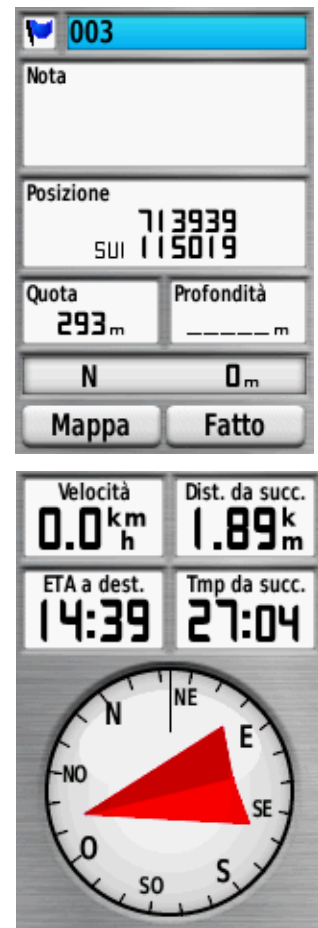 003
Nota
Posizione
713939
SUI 115019
Quota
293 m
Profondità
_____ m
N 0 m
Mappa Fatto
Velocità
0.0 km h
Dist. da succ.
1.89 km
ETA a dest.
14:39
Tmp da succ.
27:04
N
NE
E
SE
S
SO
O
NO